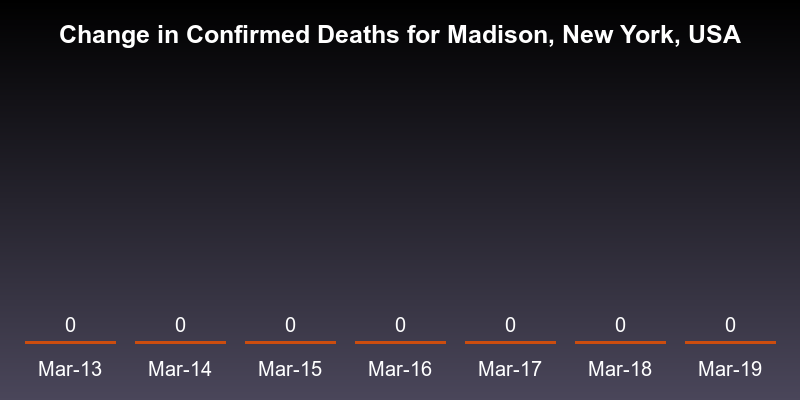 Change in Confirmed Deaths for Madison, New York, USA
0 0 0 0 0 0 0
Mar-13 Mar-14 Mar-15 Mar-16 Mar-17 Mar-18 Mar-19